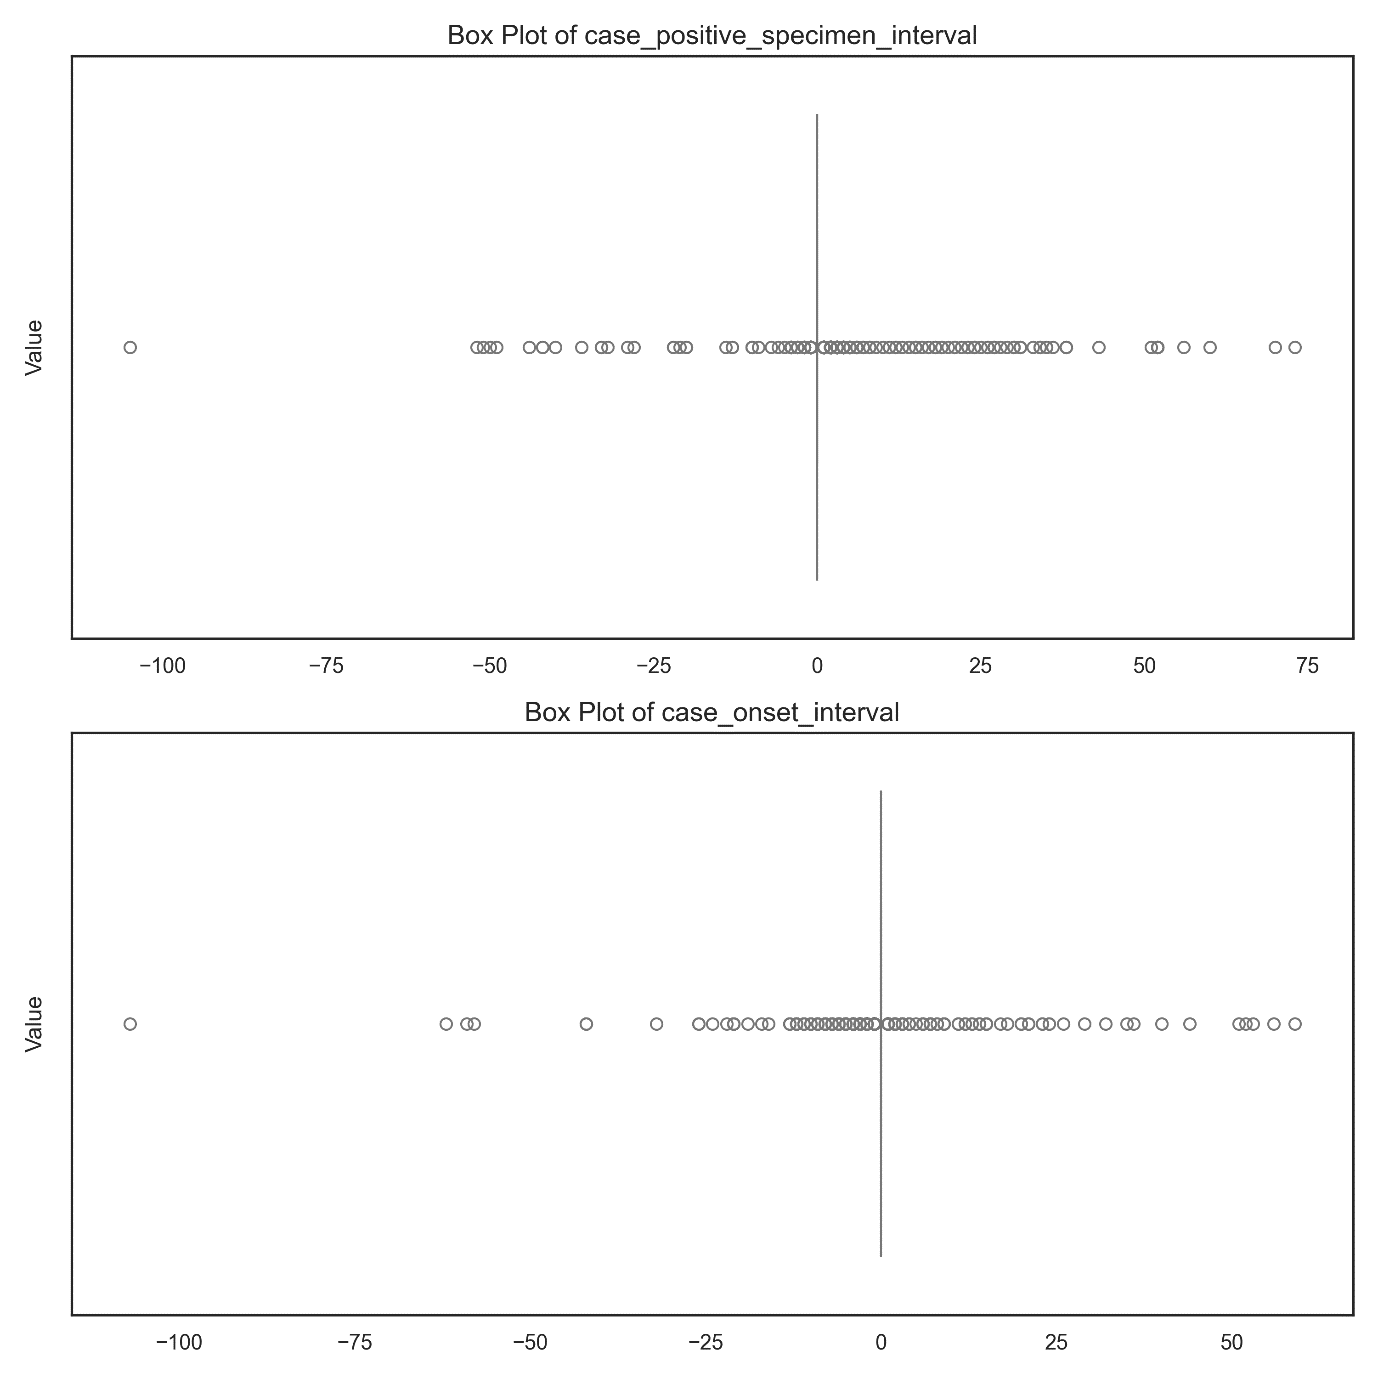 Box Plot of case_positive_specimen_interval
Value
−100 −75 −50 −25 0 25 50 75
Box Plot of case_onset_interval
Value
−100 −75 −50 −25 0 25 50